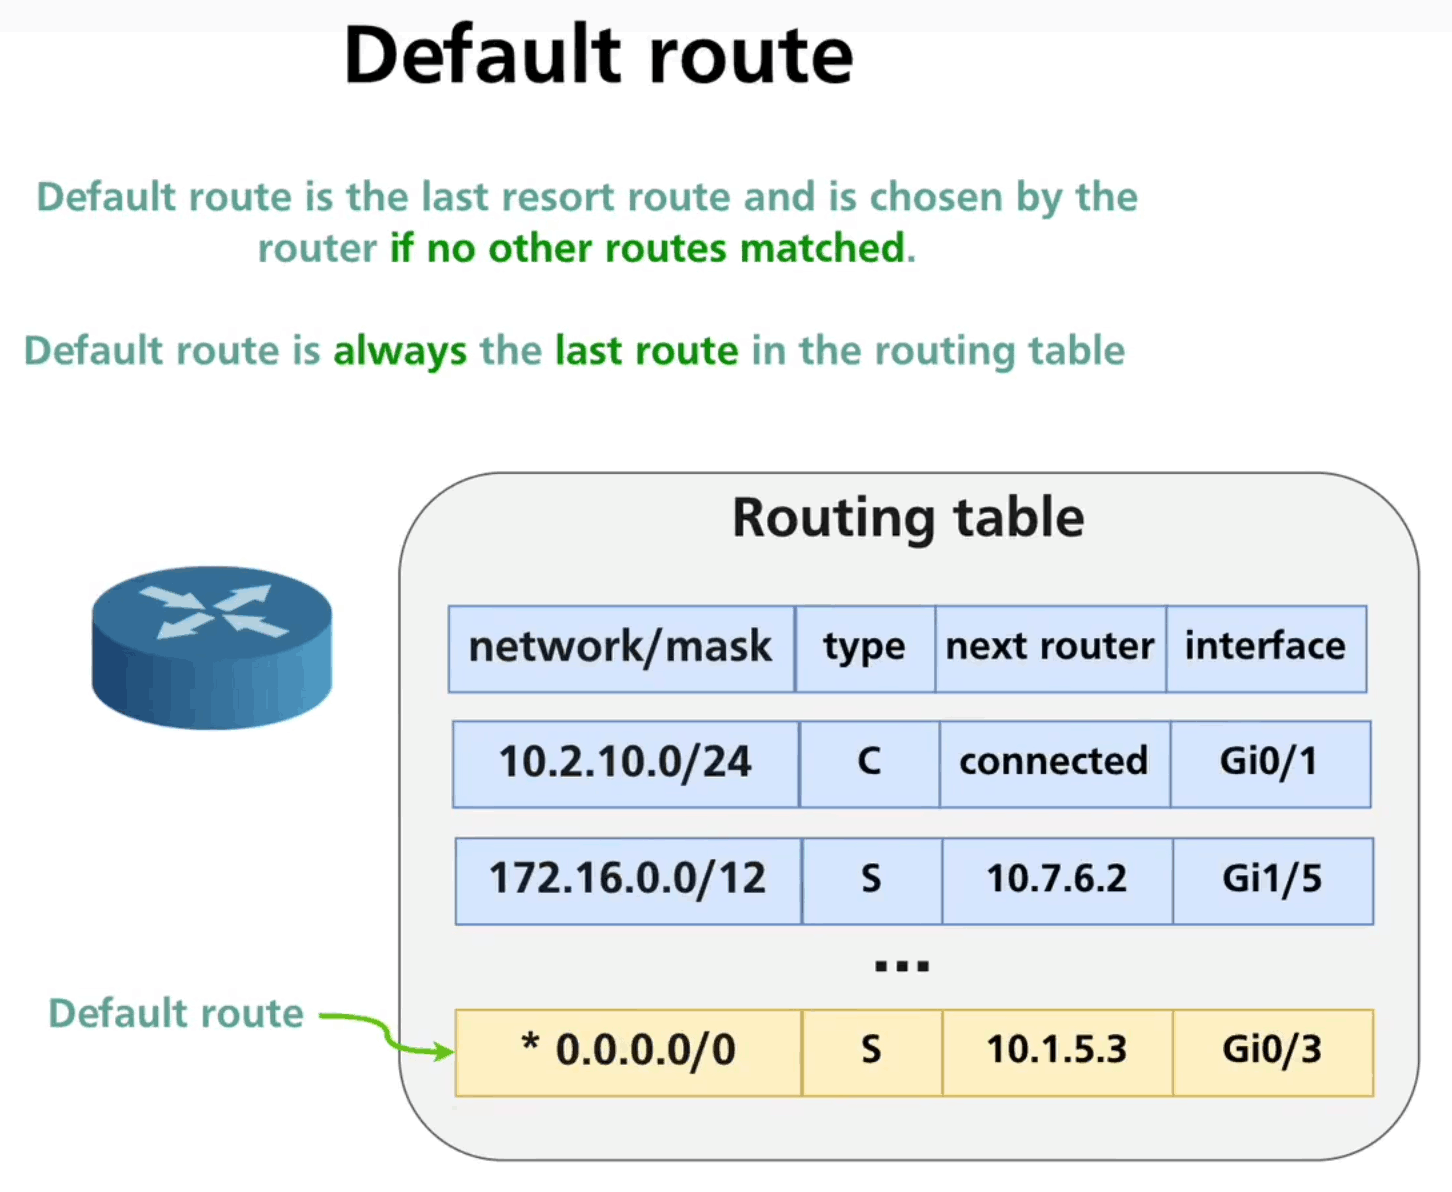 Default route
Default route is the last resort route and is chosen by the
router if no other routes matched.
Default route is always the last route in the routing table
Routing table
network/mask type next router interface
10.2.10.0/24 C connected Gi0/1
172.16.0.0/12 S 10.7.6.2 Gi1/5
...
Default route
* 0.0.0.0/0 S 10.1.5.3 Gi0/3